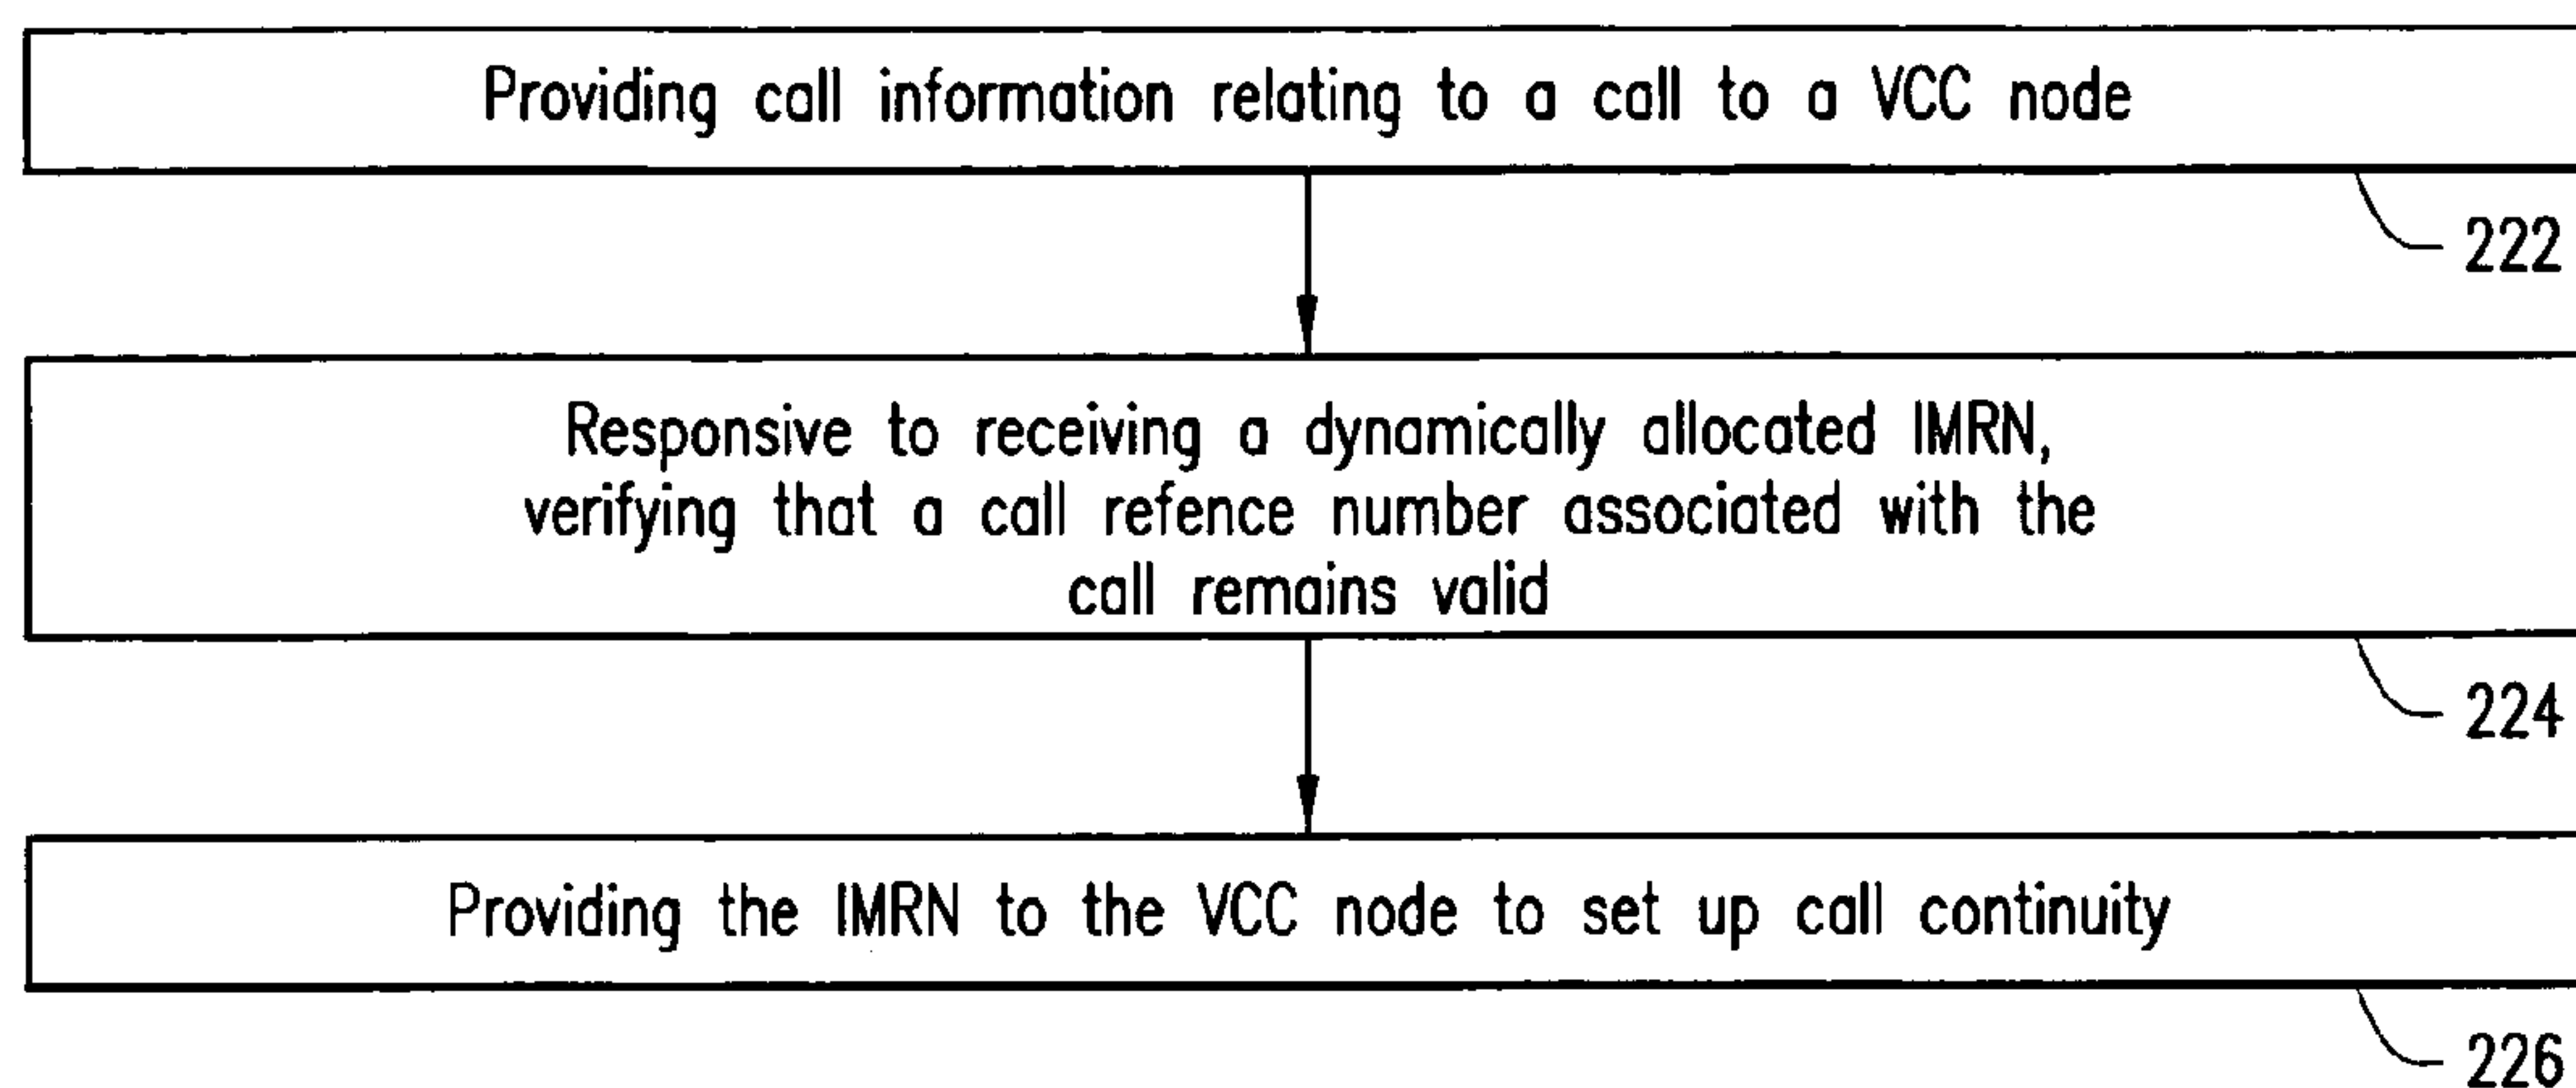 Providing call information relating to a call to a VCC node
222
Responsive to receiving a dynamically allocated IMRN,
verifying that a call refence number associated with the
call remains valid
224
Providing the IMRN to the VCC node to set up call continuity
226